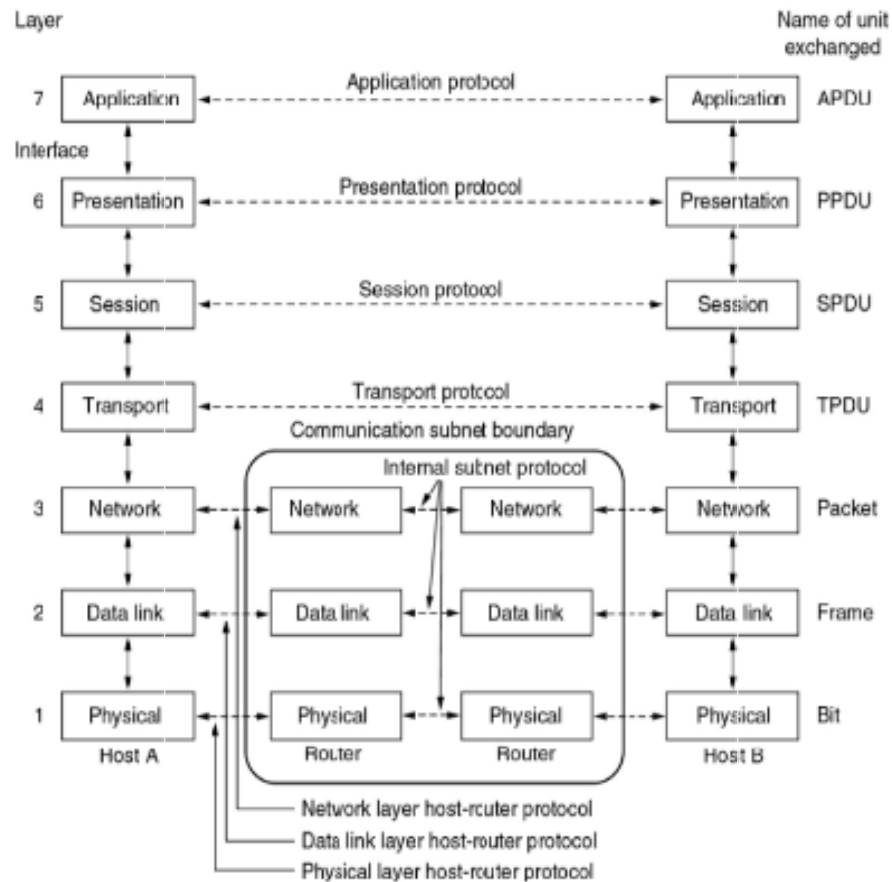 Layer
Name of unit
exchanged
Application protocol
7 Application Application APDU
Interface
Presentation protocol
6 Presentation Presentation PPDU
Session protocol
5 Session Session SPDU
Transport protocol
4 Transport Transport TPDU
Communication subnet boundary
Internal subnet protocol
3 Network Network Network Network Packet
2 Data link Data link Data link Data link Frame
1 Physical Physical Physical Physical Bit
Host A Router Router Host B
Network layer host-router protocol
Data link layer host-router protocol
Physical layer host-router protocol